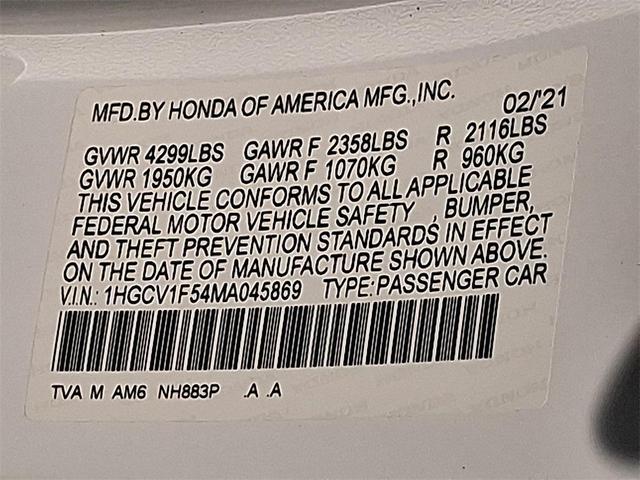 MFD.BY HONDA OF AMERICA MFG.,INC. 02/'21
GVWR 4299LBS GAWR F 2358LBS R 2116LBS
GVWR 1950KG GAWR F 1070KG R 960KG
THIS VEHICLE CONFORMS TO ALL APPLICABLE
FEDERAL MOTOR VEHICLE SAFETY , BUMPER,
AND THEFT PREVENTION STANDARDS IN EFFECT
ON THE DATE OF MANUFACTURE SHOWN ABOVE.
V.I.N.: 1HGCV1F54MA045869 TYPE:PASSENGER CAR
TVA M AM6 NH883P .A .A